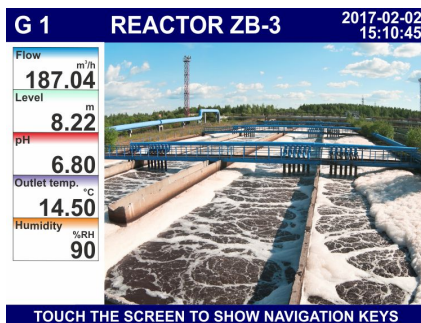 G 1 REACTOR ZB-3 2017-02-02
15:10:45
Flow
m³/h
187.04
Level
m
8.22
pH
6.80
Outlet temp.
°C
14.50
Humidity
%RH
90
TOUCH THE SCREEN TO SHOW NAVIGATION KEYS